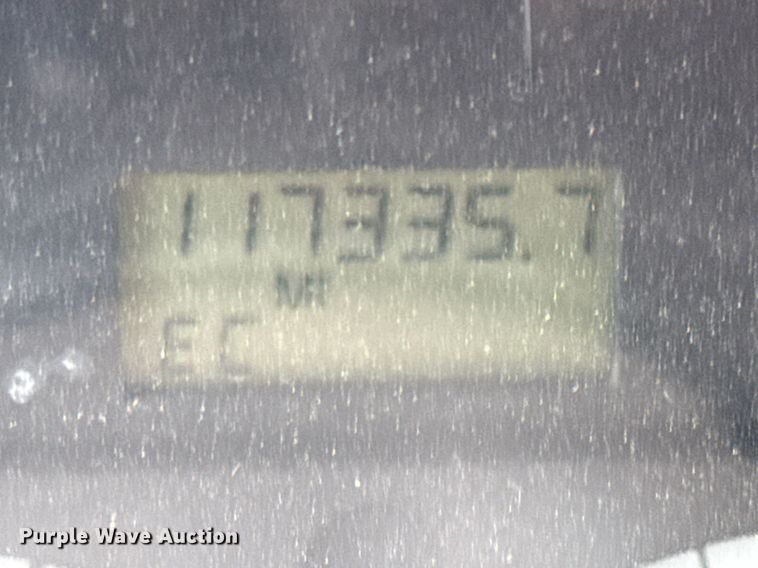 117335.7
MI
EC
Purple Wave Auction